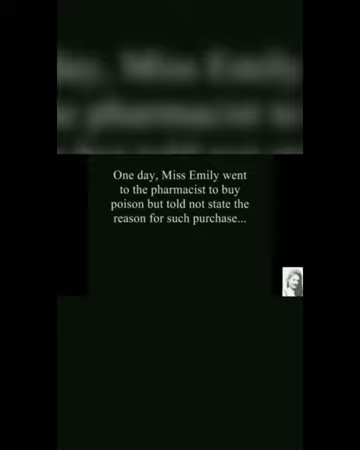 One day, Miss Emily went
to the pharmacist to buy
poison but told not state the
reason for such purchase...